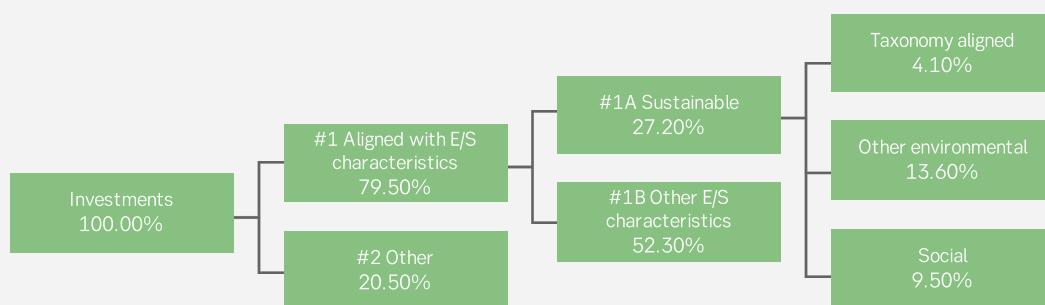 Investments
100.00%
#1 Aligned with E/S
characteristics
79.50%
#2 Other
20.50%
#1A Sustainable
27.20%
#1B Other E/S
characteristics
52.30%
Taxonomy aligned
4.10%
Other environmental
13.60%
Social
9.50%